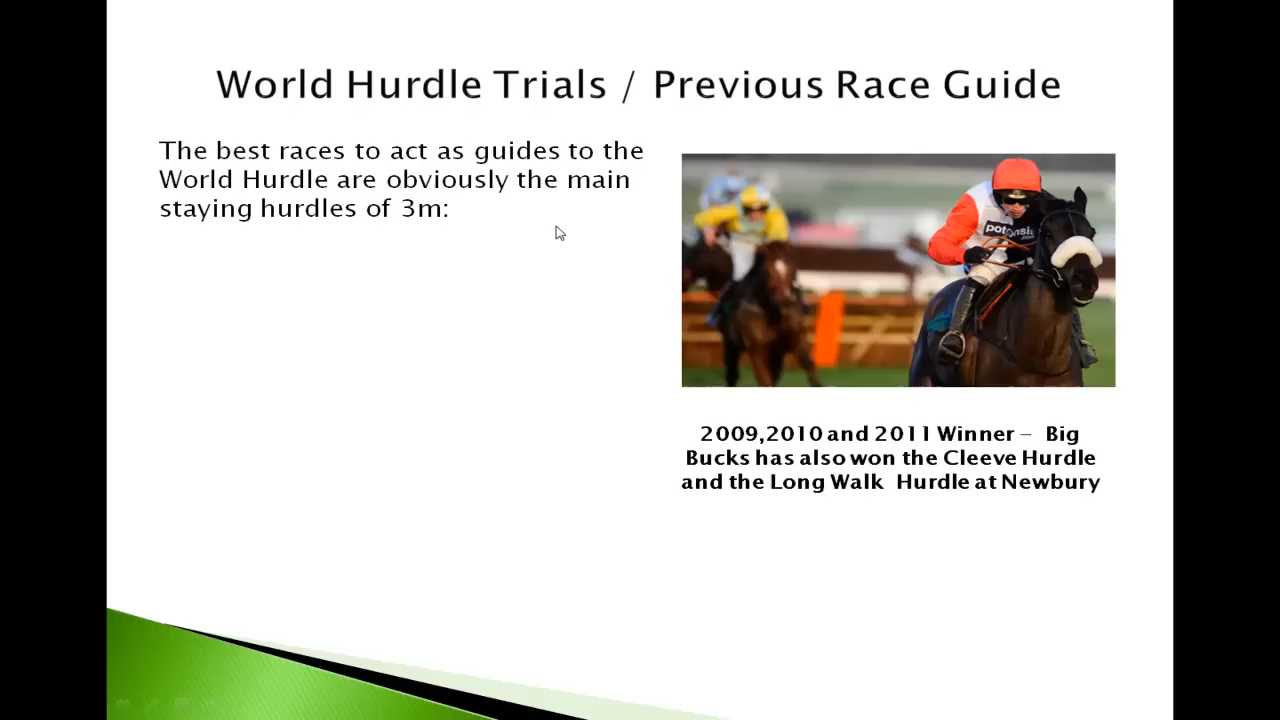 World Hurdle Trials / Previous Race Guide
The best races to act as guides to the
World Hurdle are obviously the main
staying hurdles of 3m:
2009,2010 and 2011 Winner – Big
Bucks has also won the Cleeve Hurdle
and the Long Walk Hurdle at Newbury